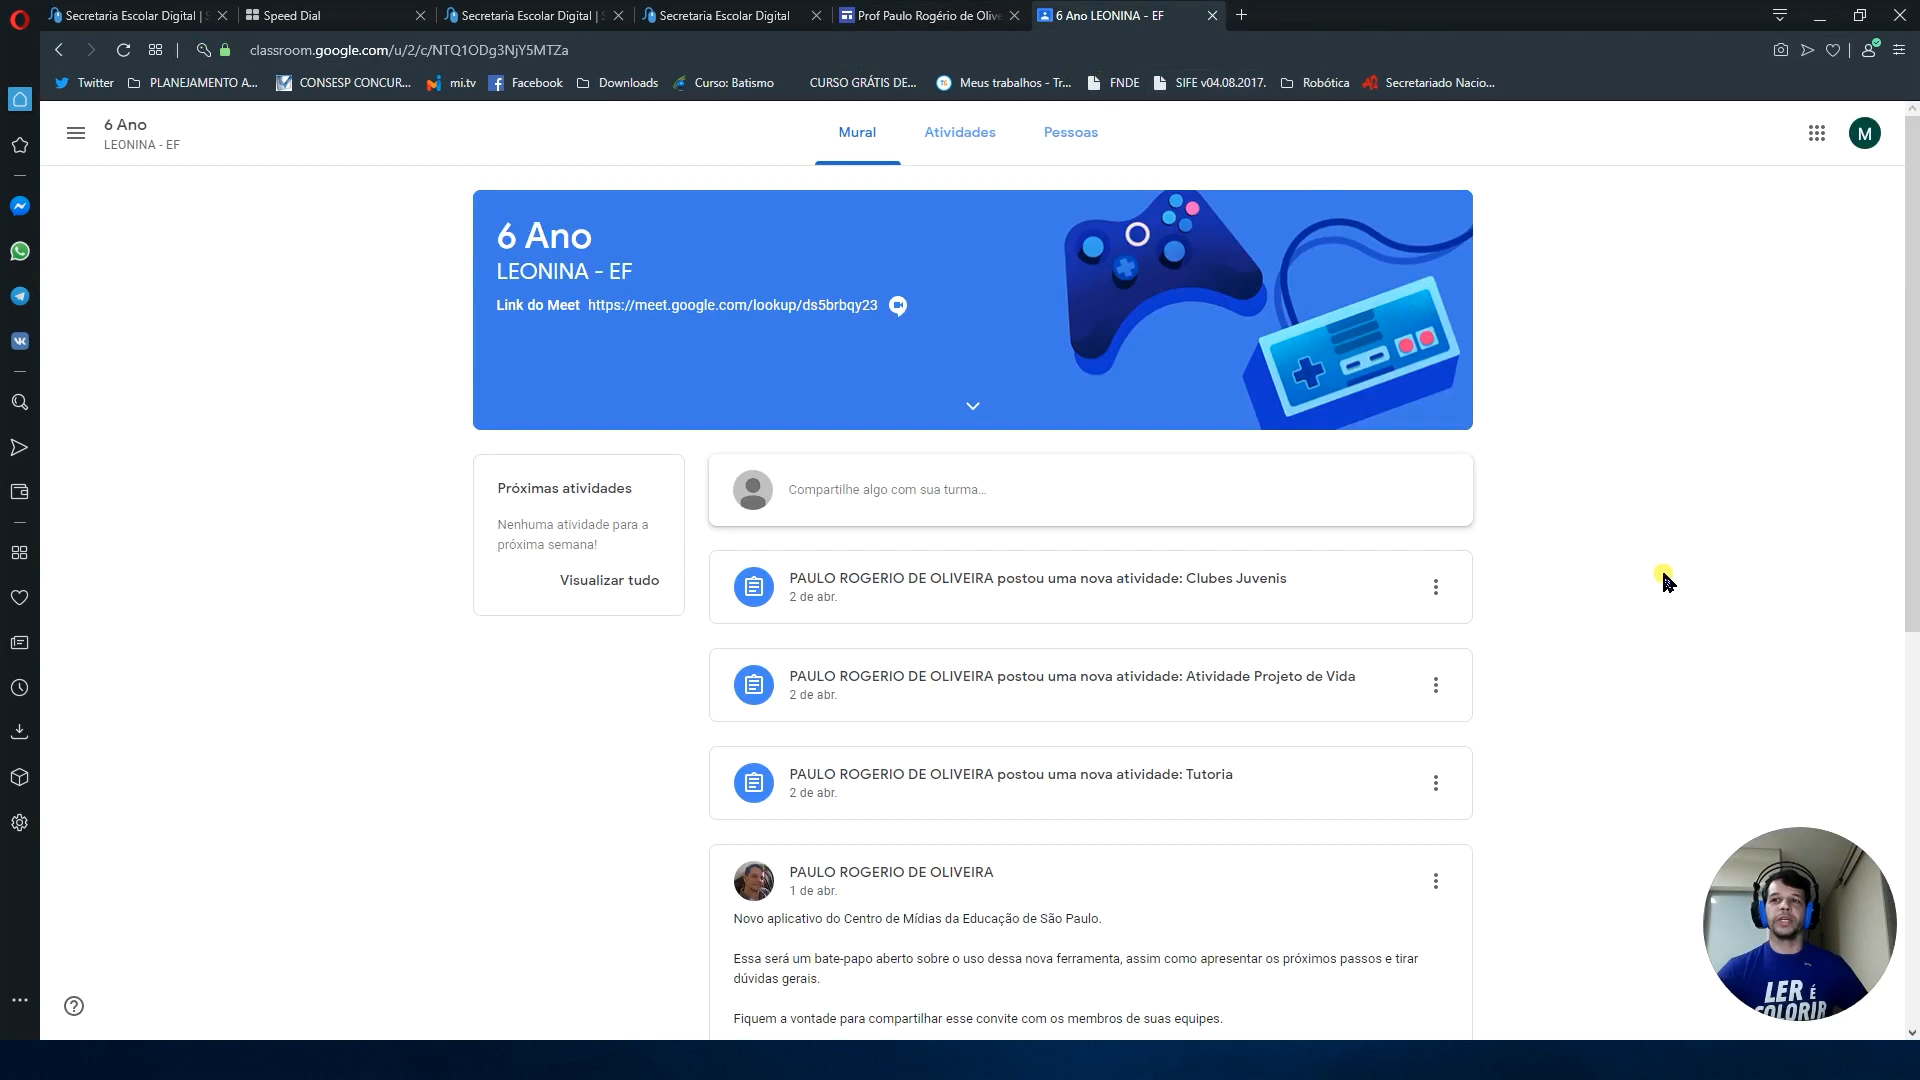 Secretaria Escolar Digital |
Speed Dial
Secretaria Escolar Digital |
Secretaria Escolar Digital
Prof Paulo Rogério de Olive
6 Ano LEONINA - EF
classroom.google.com/u/2/c/NTQ1ODg3NjY5MTZa
Twitter
PLANEJAMENTO A...
CONSESP CONCUR...
mi.tv
Facebook
Downloads
Curso: Batismo
CURSO GRÁTIS DE...
Meus trabalhos - Tr...
FNDE
SIFE v04.08.2017.
Robótica
Secretariado Nacio...
6 Ano
LEONINA - EF
Mural
Atividades
Pessoas
M
6 Ano
LEONINA - EF
Link do Meet https://meet.google.com/lookup/ds5brbqy23
Próximas atividades
Nenhuma atividade para a
próxima semana!
Visualizar tudo
Compartilhe algo com sua turma...
PAULO ROGERIO DE OLIVEIRA postou uma nova atividade: Clubes Juvenis
2 de abr.
PAULO ROGERIO DE OLIVEIRA postou uma nova atividade: Atividade Projeto de Vida
2 de abr.
PAULO ROGERIO DE OLIVEIRA postou uma nova atividade: Tutoria
2 de abr.
PAULO ROGERIO DE OLIVEIRA
1 de abr.
Novo aplicativo do Centro de Mídias da Educação de São Paulo.
Essa será um bate-papo aberto sobre o uso dessa nova ferramenta, assim como apresentar os próximos passos e tirar
dúvidas gerais.
Fiquem a vontade para compartilhar esse convite com os membros de suas equipes.
LER É
COLORIR